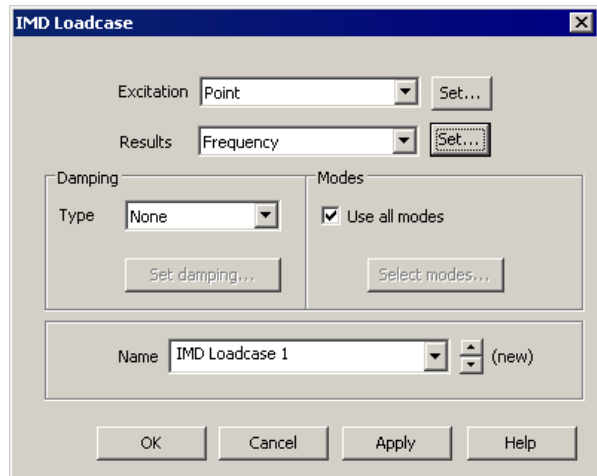 IMD Loadcase
Excitation Point Set...
Results Frequency Set...
Damping Modes
Type None Use all modes
Set damping... Select modes...
Name IMD Loadcase 1 (new)
OK Cancel Apply Help